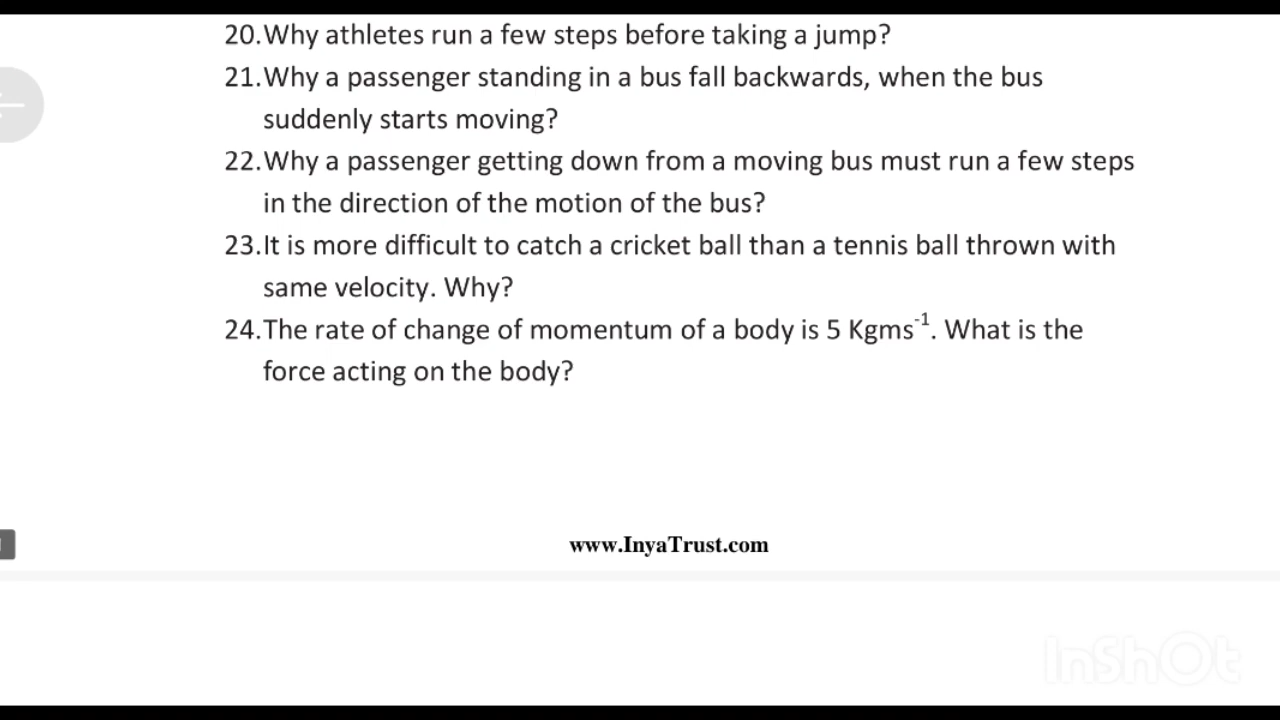 20.Why athletes run a few steps before taking a jump?
21.Why a passenger standing in a bus fall backwards, when the bus
suddenly starts moving?
22.Why a passenger getting down from a moving bus must run a few steps
in the direction of the motion of the bus?
23.It is more difficult to catch a cricket ball than a tennis ball thrown with
same velocity. Why?
24.The rate of change of momentum of a body is 5 Kgms⁻¹. What is the
force acting on the body?
www.InyaTrust.com
InShOt